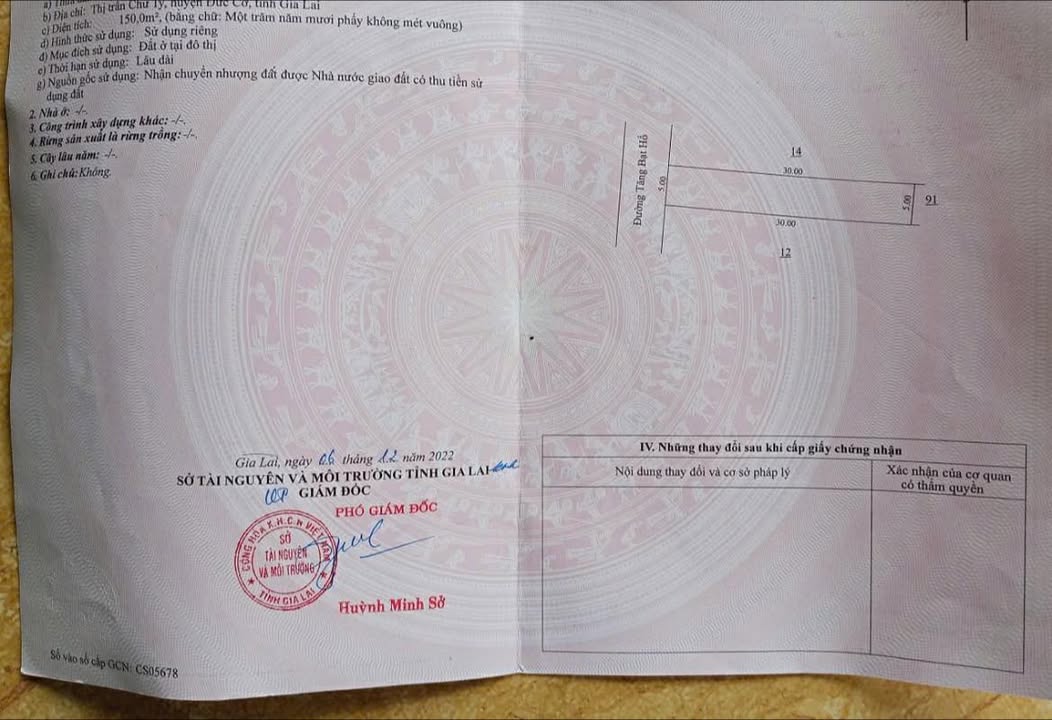 b) Địa chỉ: Thị trấn Chư Ty, huyện Đức Cơ, tỉnh Gia Lai
c) Diện tích: 150,0m², (bằng chữ: Một trăm năm mươi phẩy không mét vuông)
d) Hình thức sử dụng: Sử dụng riêng
đ) Mục đích sử dụng: Đất ở tại đô thị
e) Thời hạn sử dụng: Lâu dài
g) Nguồn gốc sử dụng: Nhận chuyển nhượng đất được Nhà nước giao đất có thu tiền sử
dụng đất
2. Nhà ở: -/-.
3. Công trình xây dựng khác: -/-.
4. Rừng sản xuất là rừng trồng: -/-.
5. Cây lâu năm: -/-.
6. Ghi chú: Không.
Gia Lai, ngày 06 tháng 12 năm 2022
SỞ TÀI NGUYÊN VÀ MÔI TRƯỜNG TỈNH GIA LAI
GIÁM ĐỐC
PHÓ GIÁM ĐỐC
CỘNG HÒA X.H.C.N VIỆT NAM
SỞ
TÀI NGUYÊN
VÀ MÔI TRƯỜNG
TỈNH GIA LAI
Huỳnh Minh Sở
Số vào sổ cấp GCN: CS05678
Đường Tăng Bạt Hổ
5.00
14
30.00
5.00
91
30.00
12
IV. Những thay đổi sau khi cấp giấy chứng nhận
Nội dung thay đổi và cơ sở pháp lý
Xác nhận của cơ quan
có thẩm quyền